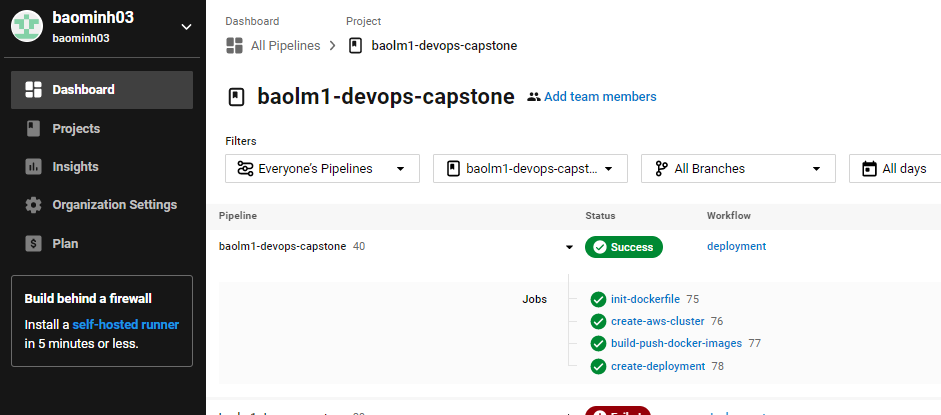 baominh03
baominh03
Dashboard
Projects
Insights
Organization Settings
Plan
Build behind a firewall
Install a self-hosted runner
in 5 minutes or less.
Dashboard
Project
All Pipelines
baolm1-devops-capstone
baolm1-devops-capstone
Add team members
Filters
Everyone's Pipelines
baolm1-devops-capst...
All Branches
All days
Pipeline
Status
Workflow
baolm1-devops-capstone 40
Success
deployment
Jobs
init-dockerfile 75
create-aws-cluster 76
build-push-docker-images 77
create-deployment 78